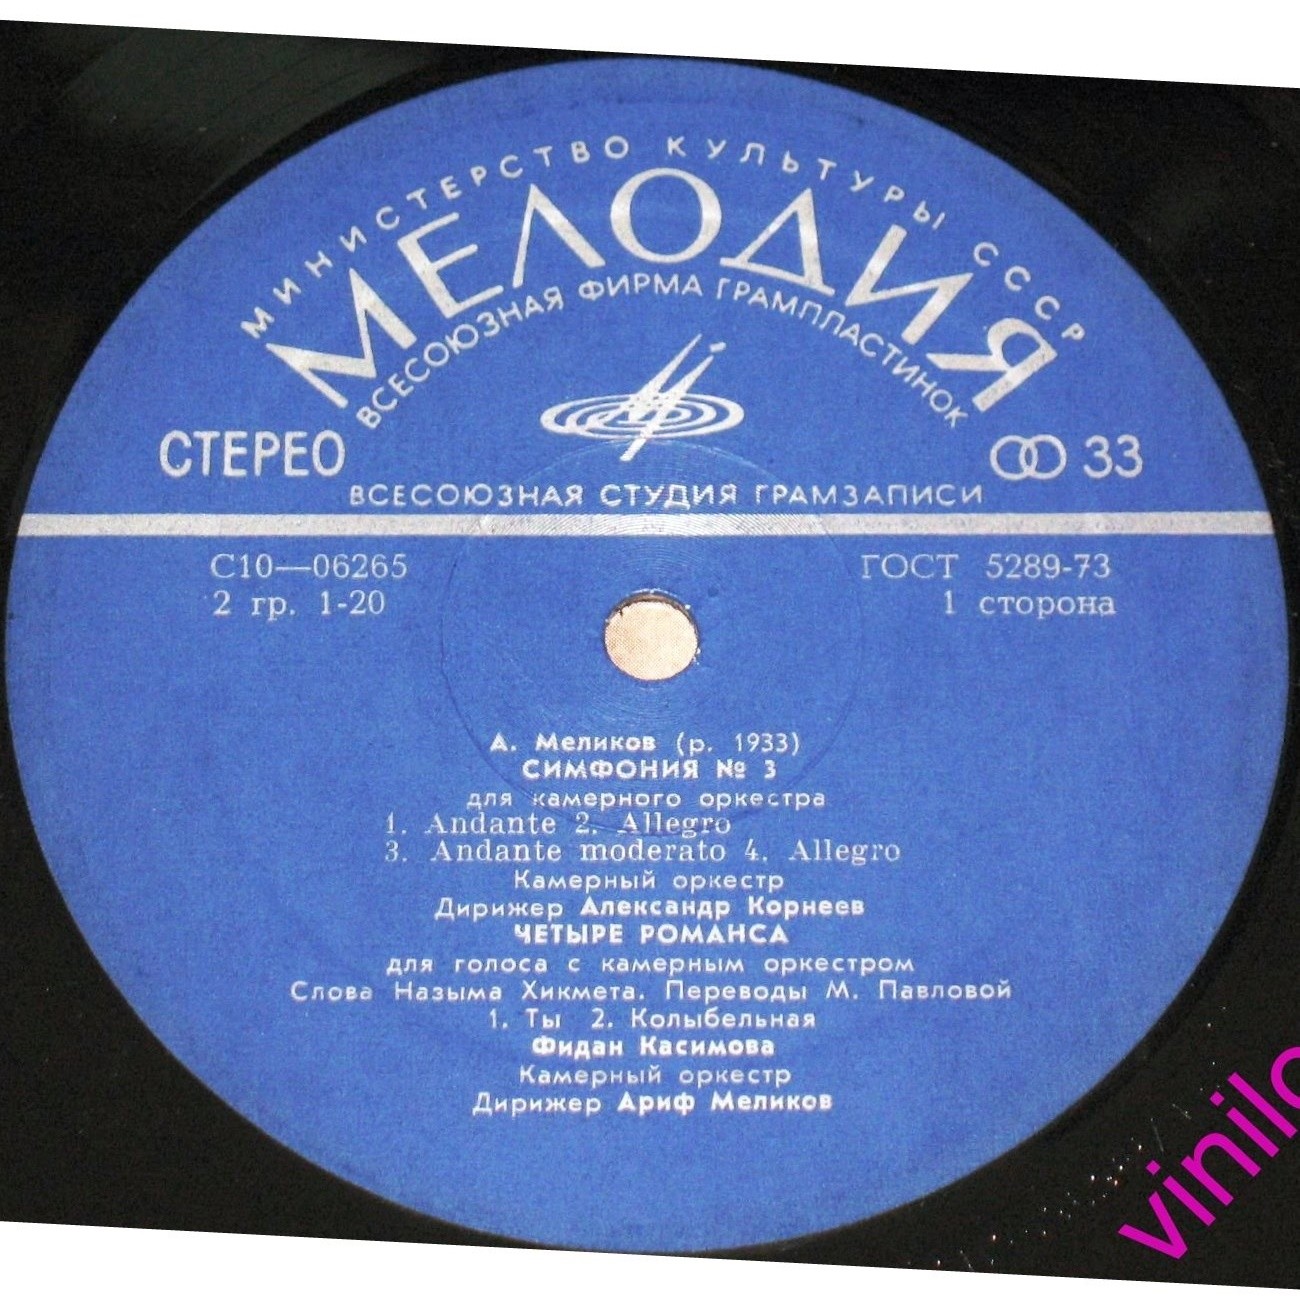 МИНИСТЕРСТВО КУЛЬТУРЫ СССР
МЕЛОДИЯ
ВСЕСОЮЗНАЯ ФИРМА ГРАМПЛАСТИНОК
СТЕРЕО
33
ВСЕСОЮЗНАЯ СТУДИЯ ГРАМЗАПИСИ
С10—06265
ГОСТ 5289-73
2 гр. 1-20
1 сторона
А. Меликов (р. 1933)
СИМФОНИЯ № 3
для камерного оркестра
1. Andante 2. Allegro
3. Andante moderato 4. Allegro
Камерный оркестр
Дирижер Александр Корнеев
ЧЕТЫРЕ РОМАНСА
для голоса с камерным оркестром
Слова Назыма Хикмета. Переводы М. Павловой
1. Ты 2. Колыбельная
Фидан Касимова
Камерный оркестр
Дирижер Ариф Меликов